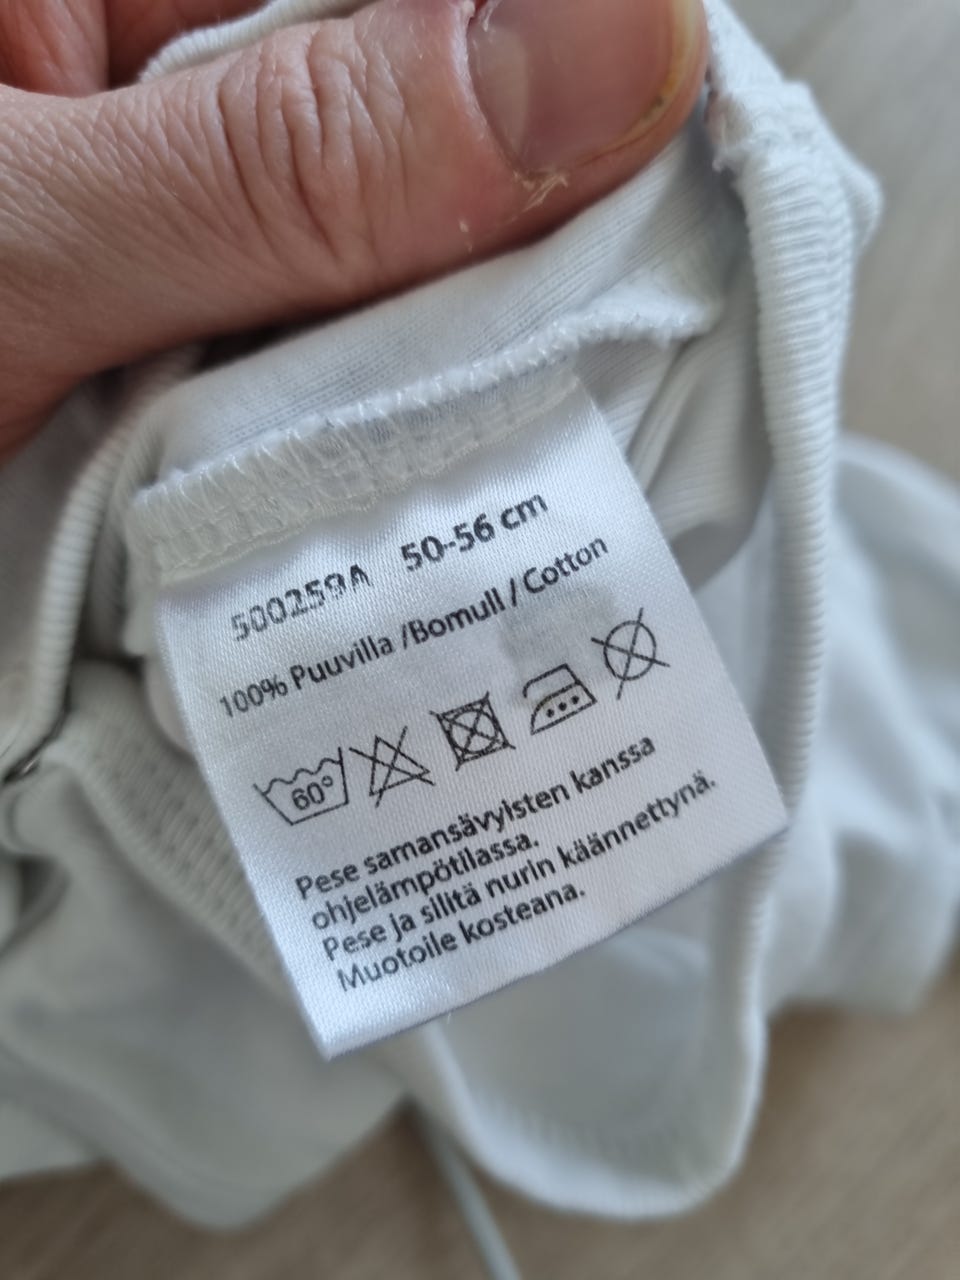 500259A 50-56 cm
100% Puuvilla /Bomull / Cotton
60°
Pese samansävyisten kanssa
ohjelämpötilassa.
Pese ja silitä nurin käännettynä.
Muotoile kosteana.